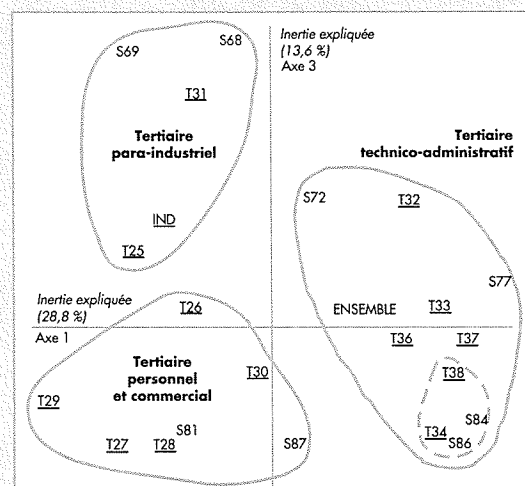 Inertie expliquée
(13,6 %)
Axe 3
S69
S68
T31
Tertiaire
para-industriel
Tertiaire
technico-administratif
S72
T32
IND
T25
S77
Inertie expliquée
(28,8 %)
Axe 1
T26
ENSEMBLE
T33
T36
T37
Tertiaire
personnel
et commercial
T30
T38
T29
S81
T27
T28
S87
S84
T34
S86